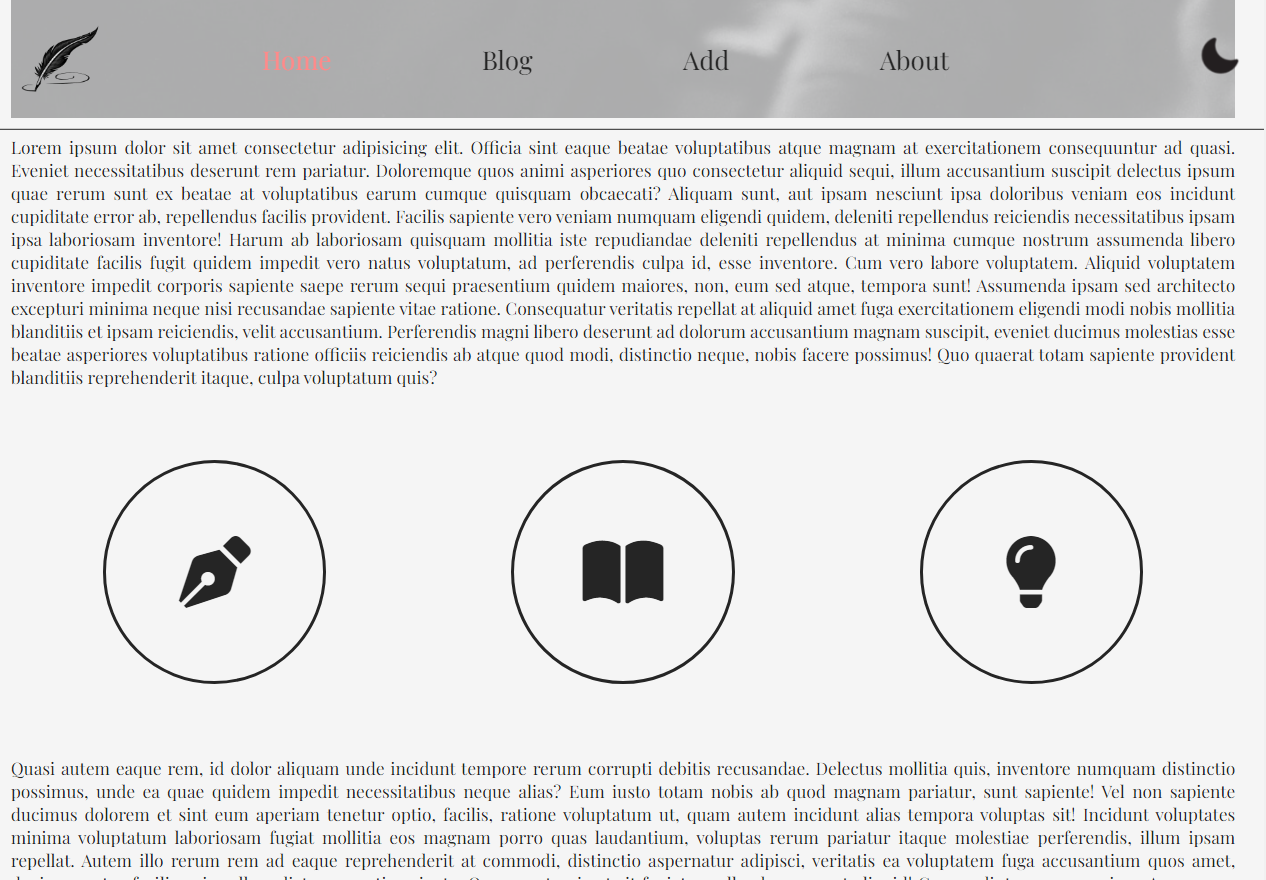 Home Blog Add About
Lorem ipsum dolor sit amet consectetur adipisicing elit. Officia sint eaque beatae voluptatibus atque magnam at exercitationem consequuntur ad quasi.
Eveniet necessitatibus deserunt rem pariatur. Doloremque quos animi asperiores quo consectetur aliquid sequi, illum accusantium suscipit delectus ipsum
quae rerum sunt ex beatae at voluptatibus earum cumque quisquam obcaecati? Aliquam sunt, aut ipsam nesciunt ipsa doloribus veniam eos incidunt
cupiditate error ab, repellendus facilis provident. Facilis sapiente vero veniam numquam eligendi quidem, deleniti repellendus reiciendis necessitatibus ipsam
ipsa laboriosam inventore! Harum ab laboriosam quisquam mollitia iste repudiandae deleniti repellendus at minima cumque nostrum assumenda libero
cupiditate facilis fugit quidem impedit vero natus voluptatum, ad perferendis culpa id, esse inventore. Cum vero labore voluptatem. Aliquid voluptatem
inventore impedit corporis sapiente saepe rerum sequi praesentium quidem maiores, non, eum sed atque, tempora sunt! Assumenda ipsam sed architecto
excepturi minima neque nisi recusandae sapiente vitae ratione. Consequatur veritatis repellat at aliquid amet fuga exercitationem eligendi modi nobis mollitia
blanditiis et ipsam reiciendis, velit accusantium. Perferendis magni libero deserunt ad dolorum accusantium magnam suscipit, eveniet ducimus molestias esse
beatae asperiores voluptatibus ratione officiis reiciendis ab atque quod modi, distinctio neque, nobis facere possimus! Quo quaerat totam sapiente provident
blanditiis reprehenderit itaque, culpa voluptatum quis?
Quasi autem eaque rem, id dolor aliquam unde incidunt tempore rerum corrupti debitis recusandae. Delectus mollitia quis, inventore numquam distinctio
possimus, unde ea quae quidem impedit necessitatibus neque alias? Eum iusto totam nobis ab quod magnam pariatur, sunt sapiente! Vel non sapiente
ducimus dolorem et sint eum aperiam tenetur optio, facilis, ratione voluptatum ut, quam autem incidunt alias tempora voluptas sit! Incidunt voluptates
minima voluptatum laboriosam fugiat mollitia eos magnam porro quas laudantium, voluptas rerum pariatur itaque molestiae perferendis, illum ipsam
repellat. Autem illo rerum rem ad eaque reprehenderit at commodi, distinctio aspernatur adipisci, veritatis ea voluptatem fuga accusantium quos amet,